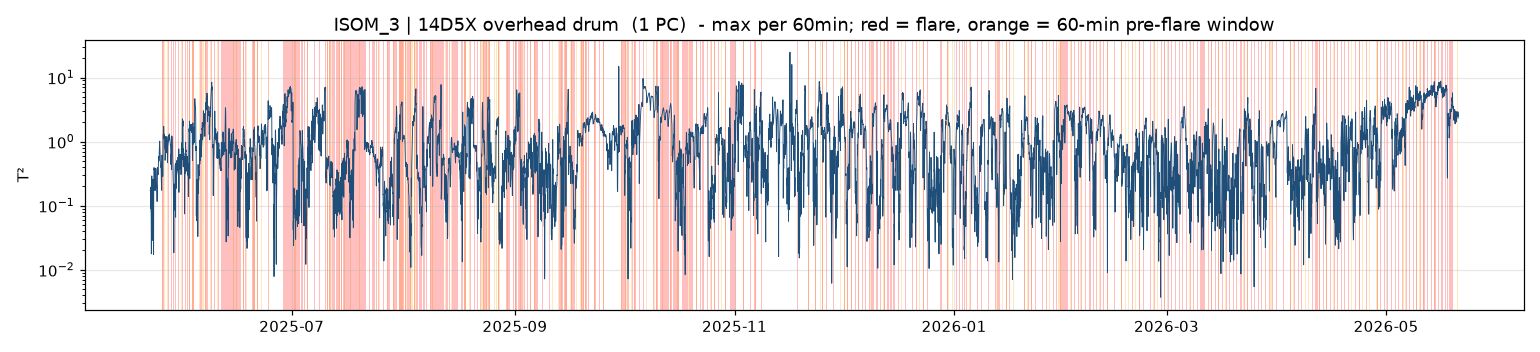 ISOM_3 | 14D5X overhead drum  (1 PC)  - max per 60min; red = flare, orange = 60-min pre-flare window
T²
10¹
10⁰
10⁻¹
10⁻²
2025-07 2025-09 2025-11 2026-01 2026-03 2026-05